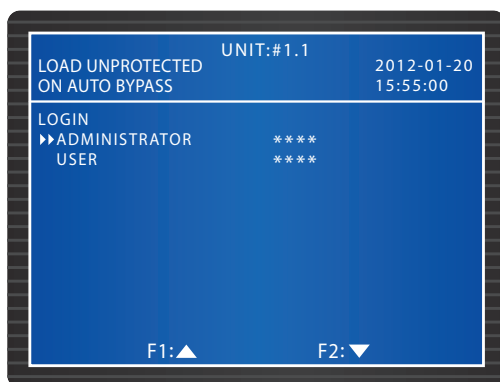 UNIT:#1.1
LOAD UNPROTECTED 2012-01-20
ON AUTO BYPASS 15:55:00
LOGIN
ADMINISTRATOR ****
USER ****
F1:▲ F2:▼